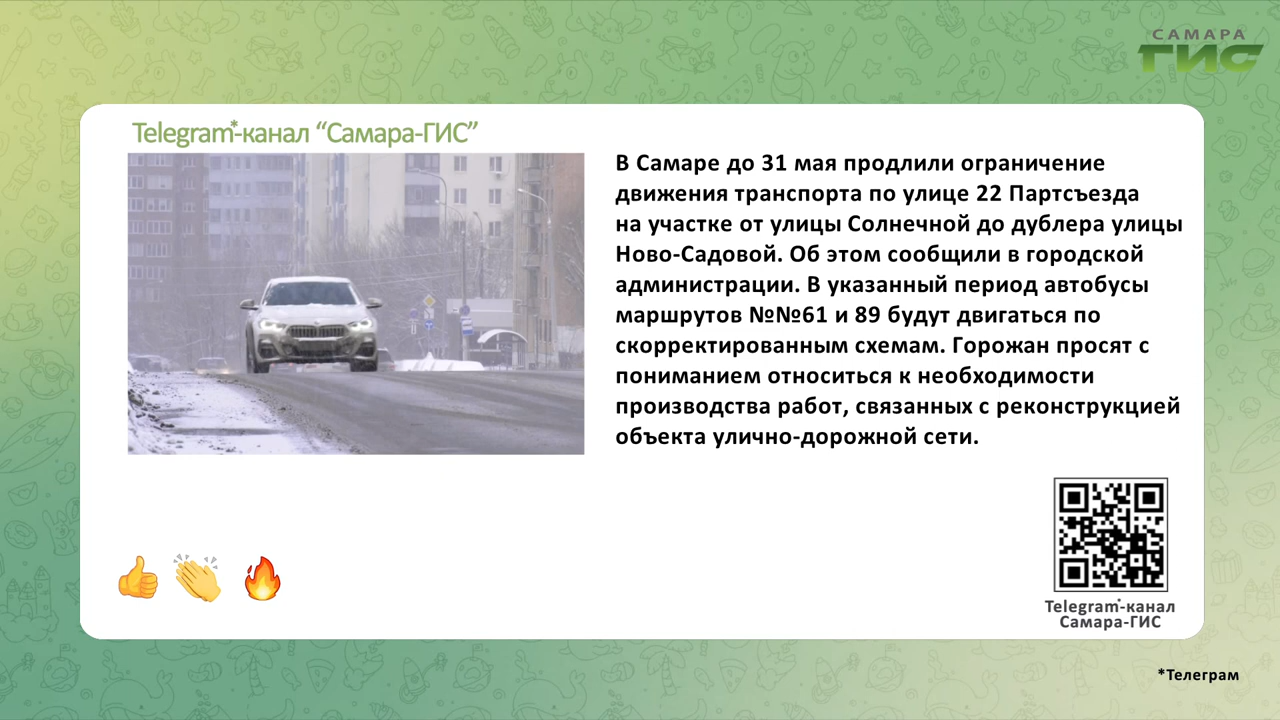 САМАРА
ГИС
Telegram*-канал “Самара-ГИС”
В Самаре до 31 мая продлили ограничение
движения транспорта по улице 22 Партсъезда
на участке от улицы Солнечной до дублера улицы
Ново-Садовой. Об этом сообщили в городской
администрации. В указанный период автобусы
маршрутов №№61 и 89 будут двигаться по
скорректированным схемам. Горожан просят с
пониманием относиться к необходимости
производства работ, связанных с реконструкцией
объекта улично-дорожной сети.
Telegram*-канал
Самара-ГИС
*Телеграм